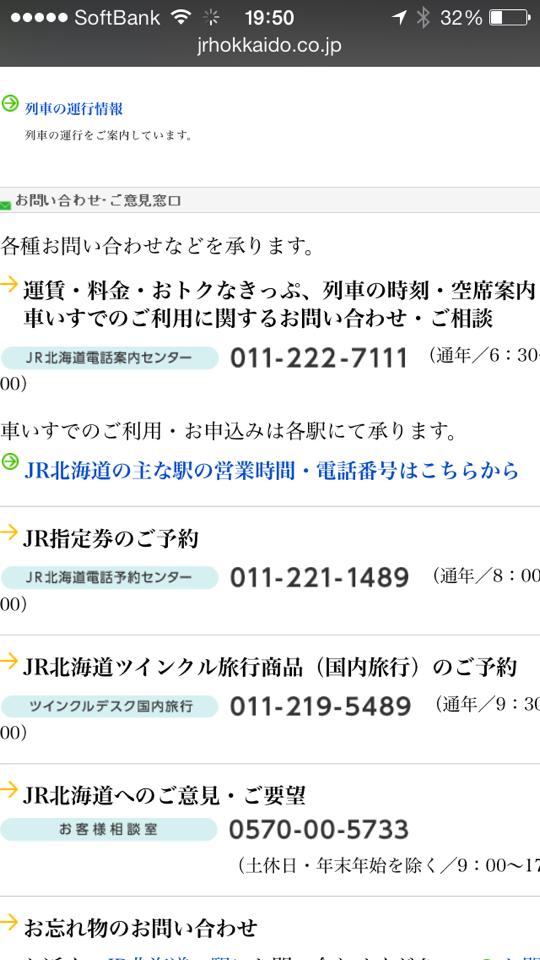 SoftBank 19:50 32%
jrhokkaido.co.jp
列車の運行情報
列車の運行をご案内しています。
お問い合わせ・ご意見窓口
各種お問い合わせなどを承ります。
運賃・料金・おトクなきっぷ、列車の時刻・空席案内
車いすでのご利用に関するお問い合わせ・ご相談
JR北海道電話案内センター 011-222-7111 （通年／6：30
00）
車いすでのご利用・お申込みは各駅にて承ります。
JR北海道の主な駅の営業時間・電話番号はこちらから
JR指定券のご予約
JR北海道電話予約センター 011-221-1489 （通年／8：00
00）
JR北海道ツインクル旅行商品（国内旅行）のご予約
ツインクルデスク国内旅行 011-219-5489 （通年／9：30
00）
JR北海道へのご意見・ご要望
お客様相談室 0570-00-5733
（土休日・年末年始を除く／9：00〜17
お忘れ物のお問い合わせ